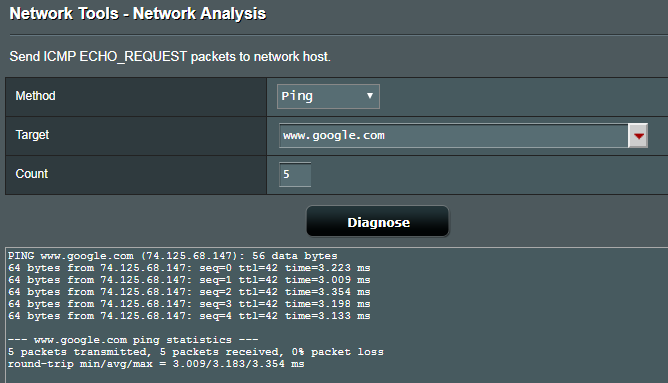 Network Tools - Network Analysis
Send ICMP ECHO_REQUEST packets to network host.
Method Ping
Target www.google.com
Count 5
Diagnose
PING www.google.com (74.125.68.147): 56 data bytes
64 bytes from 74.125.68.147: seq=0 ttl=42 time=3.223 ms
64 bytes from 74.125.68.147: seq=1 ttl=42 time=3.009 ms
64 bytes from 74.125.68.147: seq=2 ttl=42 time=3.354 ms
64 bytes from 74.125.68.147: seq=3 ttl=42 time=3.198 ms
64 bytes from 74.125.68.147: seq=4 ttl=42 time=3.133 ms
--- www.google.com ping statistics ---
5 packets transmitted, 5 packets received, 0% packet loss
round-trip min/avg/max = 3.009/3.183/3.354 ms